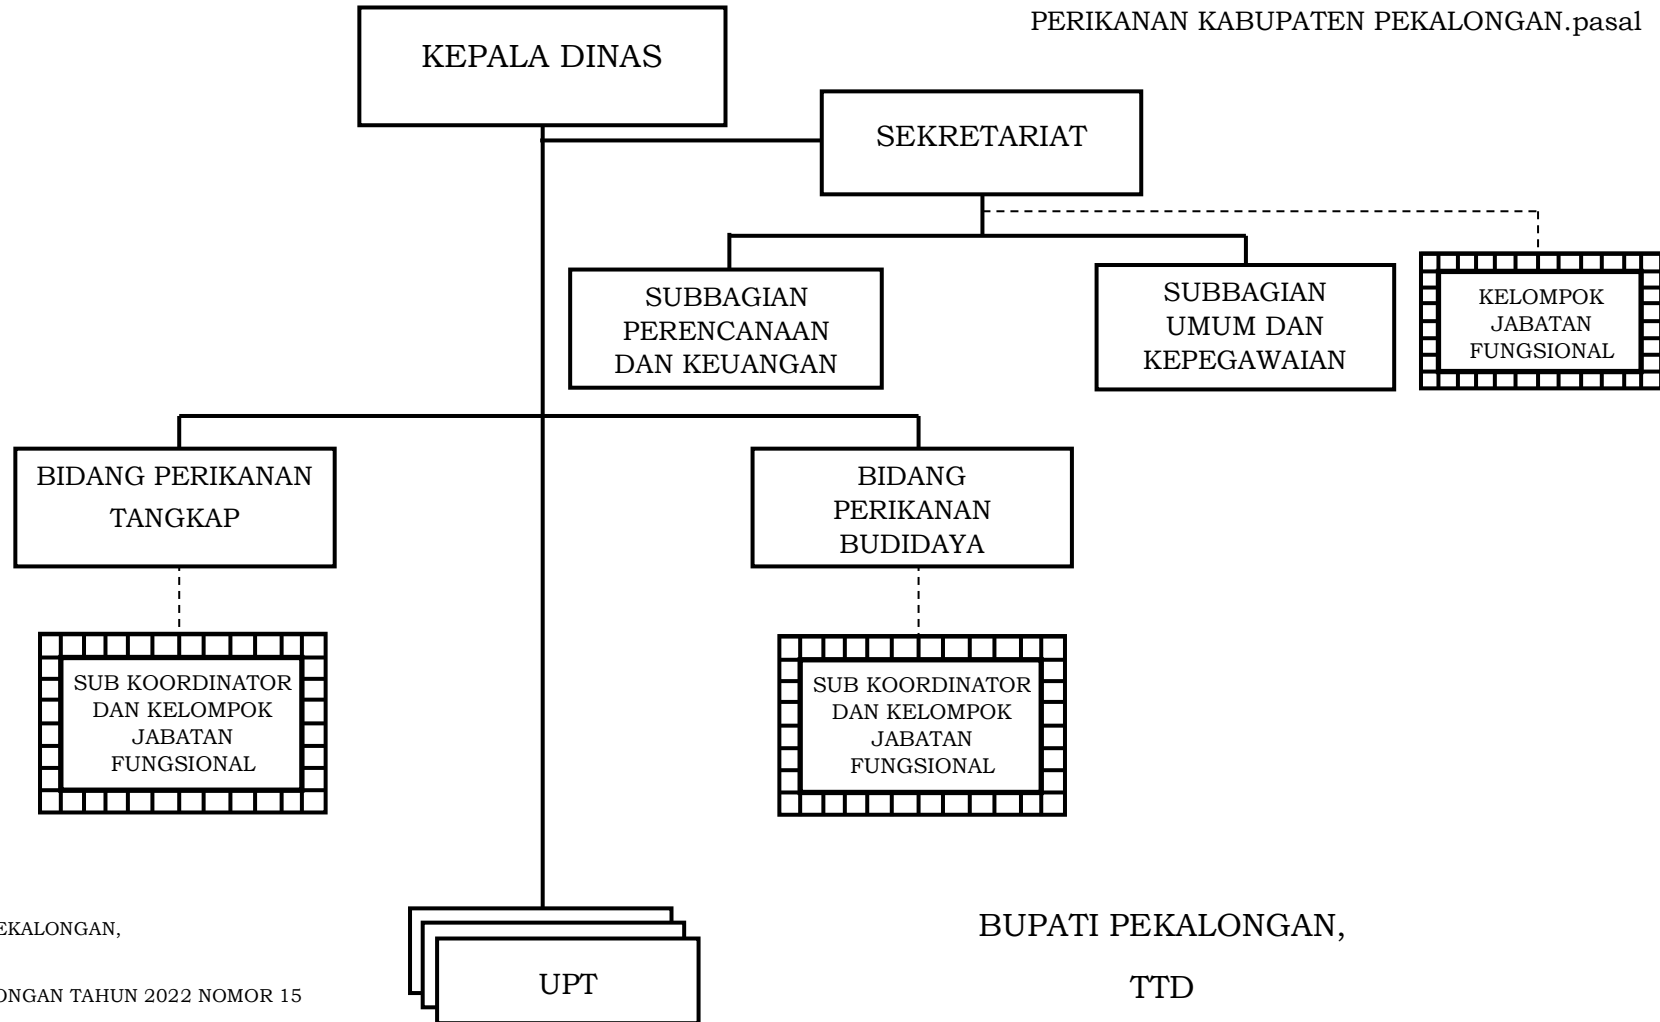 PERIKANAN KABUPATEN PEKALONGAN.pasal
KEPALA DINAS
SEKRETARIAT
SUBBAGIAN
PERENCANAAN
DAN KEUANGAN
SUBBAGIAN
UMUM DAN
KEPEGAWAIAN
KELOMPOK
JABATAN
FUNGSIONAL
BIDANG PERIKANAN
TANGKAP
BIDANG
PERIKANAN
BUDIDAYA
SUB KOORDINATOR
DAN KELOMPOK
JABATAN
FUNGSIONAL
SUB KOORDINATOR
DAN KELOMPOK
JABATAN
FUNGSIONAL
UPT
EKALONGAN,
ONGAN TAHUN 2022 NOMOR 15
BUPATI PEKALONGAN,
TTD